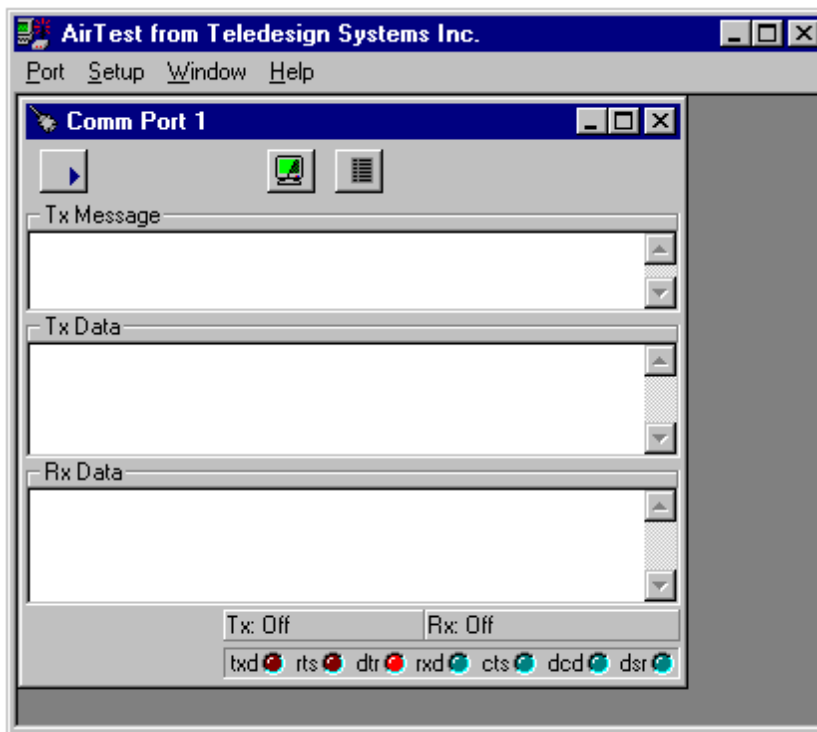 AirTest from Teledesign Systems Inc.
Port Setup Window Help
Comm Port 1
Tx Message
Tx Data
Rx Data
Tx: Off Rx: Off
txd rts dtr rxd cts dcd dsr